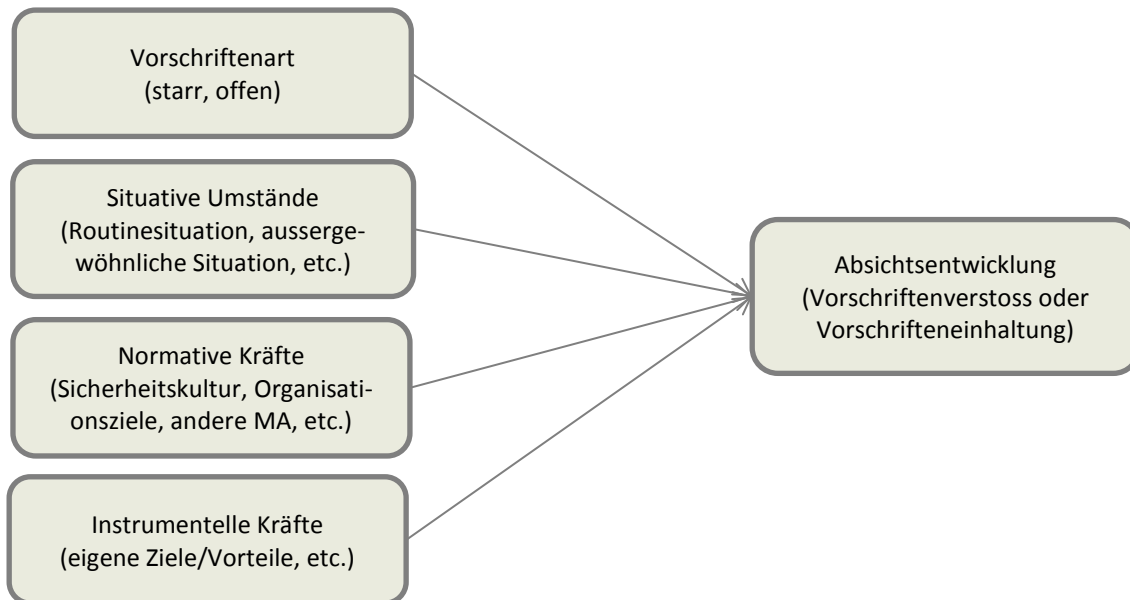 Vorschriftenart
(starr, offen)
Situative Umstände
(Routinesituation,ausserge-
wöhnliche Situation, etc.)
Normative Kräfte
(Sicherheitskultur, Organisati-
onsziele, andere MA, etc.)
Instrumentelle Kräfte
(eigene Ziele/Vorteile, etc.)
Absichtsentwicklung
(Vorschriftenverstoss oder
Vorschrifteneinhaltung)